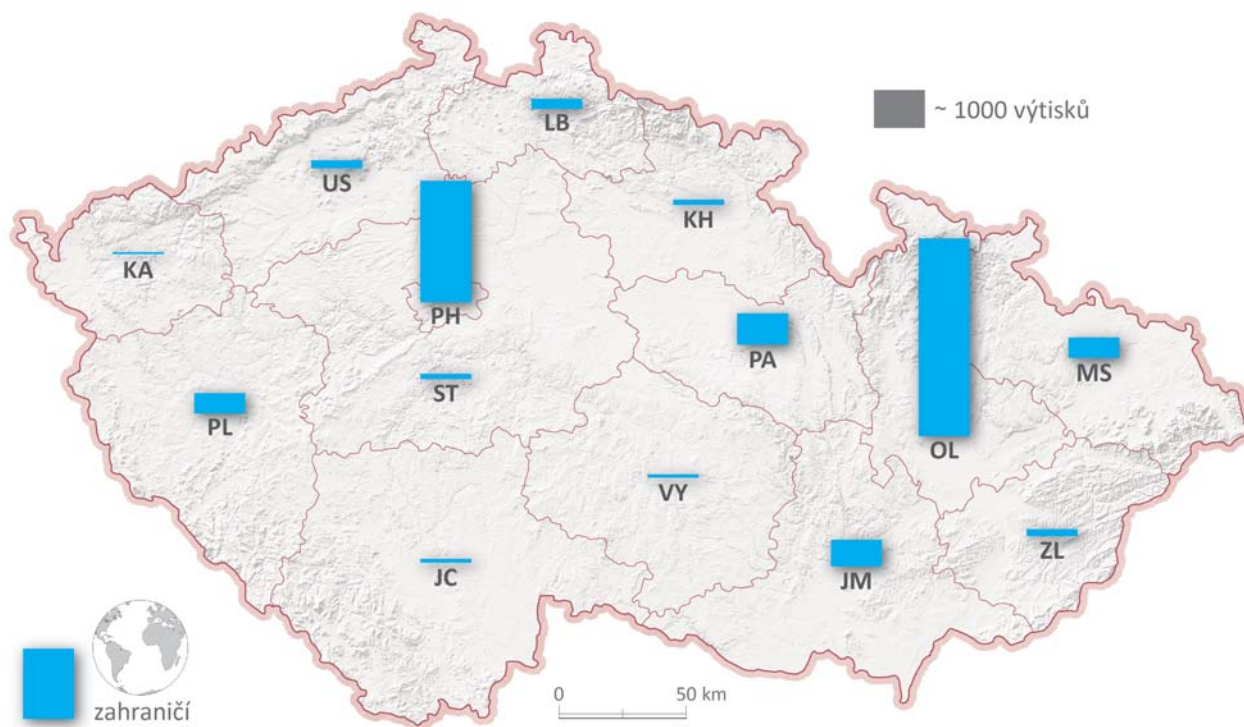 LB
~ 1000 výtisků
US
KH
KA
PH
PA
MS
ST
PL
OL
VY
ZL
JC
JM
zahraničí
0 50 km